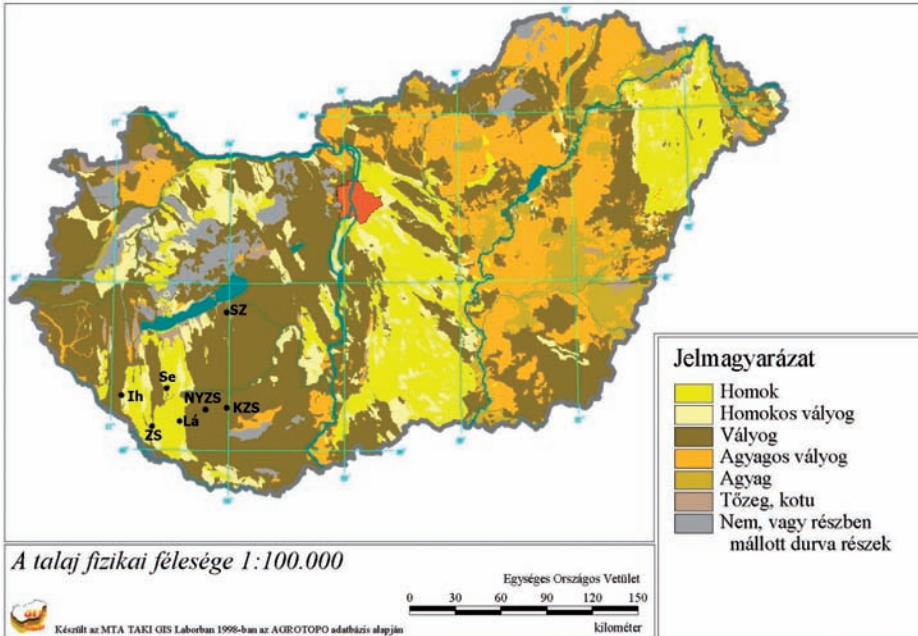 SZ
Se
Ih
NYZS
KZS
Lá
ZS
Jelmagyarázat
Homok
Homokos vályog
Vályog
Agyagos vályog
Agyag
Tőzeg, kotu
Nem, vagy részben
mállott durva részek
A talaj fizikai félesége 1:100.000
Egységes Országos Vetület
0 30 60 90 120 150
kilométer
Készült az MTA TAKI GIS Laborban 1998-ban az AGROTOPO adatbázis alapján